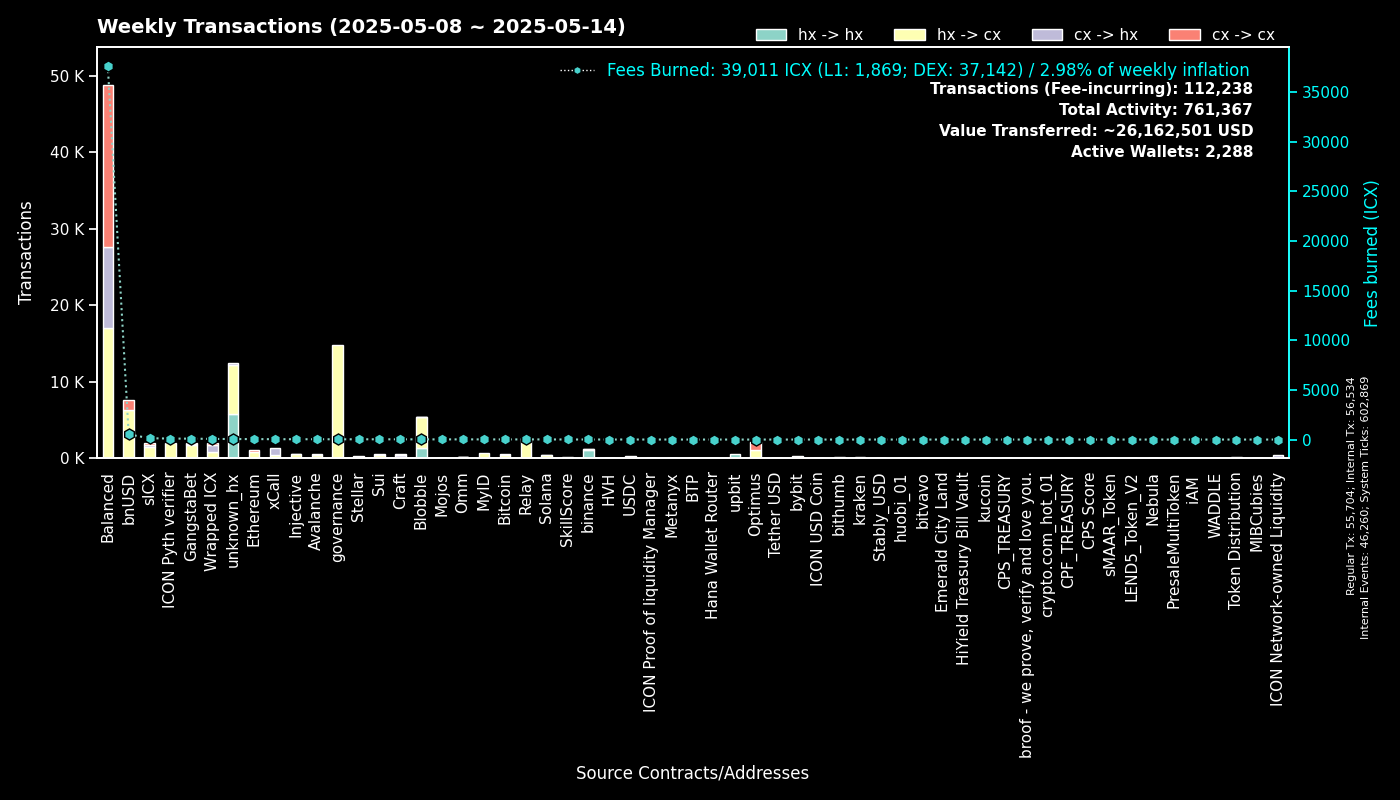 Weekly Transactions (2025-05-08 ~ 2025-05-14)
hx -> hx
hx -> cx
cx -> hx
cx -> cx
Fees Burned: 39,011 ICX (L1: 1,869; DEX: 37,142) / 2.98% of weekly inflation
Transactions (Fee-incurring): 112,238
Total Activity: 761,367
Value Transferred: ~26,162,501 USD
Active Wallets: 2,288
Transactions
50 K
40 K
30 K
20 K
10 K
0 K
35000
30000
25000
20000
15000
10000
5000
0
Fees burned (ICX)
Regular Tx: 55,704; Internal Tx: 56,534
Internal Events: 46,260; System Ticks: 602,869
Balanced
bnUSD
sICX
ICON Pyth verifier
GangstaBet
Wrapped ICX
unknown_hx
Ethereum
xCall
Injective
Avalanche
governance
Stellar
Sui
Craft
Blobble
Mojos
Omm
MyID
Bitcoin
Relay
Solana
SkillScore
binance
HVH
USDC
ICON Proof of liquidity Manager
Metanyx
BTP
Hana Wallet Router
upbit
Optimus
Tether USD
bybit
ICON USD Coin
bithumb
kraken
Stably_USD
huobi_01
bitvavo
Emerald City Land
HiYield Treasury Bill Vault
kucoin
CPS_TREASURY
broof - we prove, verify and love you.
crypto.com_hot_01
CPF_TREASURY
CPS Score
sMAAR_Token
LEND5_Token_V2
Nebula
PresaleMultiToken
iAM
WADDLE
Token Distribution
MIBCubies
ICON Network-owned Liquidity
Source Contracts/Addresses